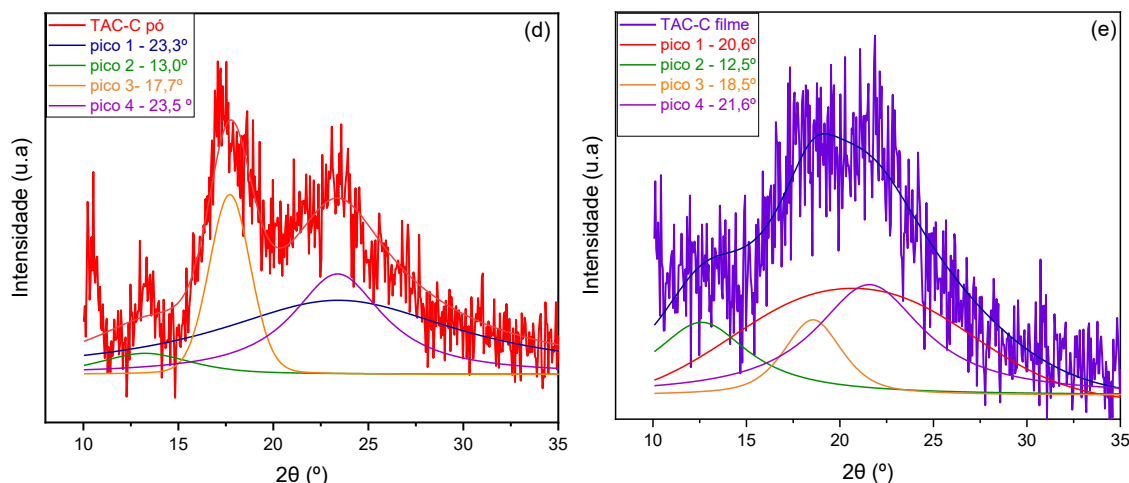 (d)
TAC-C pó
pico 1 - 23,3º
pico 2 - 13,0º
pico 3- 17,7º
pico 4 - 23,5 º
Intensidade (u.a)
10 15 20 25 30 35
2θ (º)
(e)
TAC-C filme
pico 1 - 20,6º
pico 2 - 12,5º
pico 3 - 18,5º
pico 4 - 21,6º
Intensidade (u.a)
10 15 20 25 30 35
2θ (º)